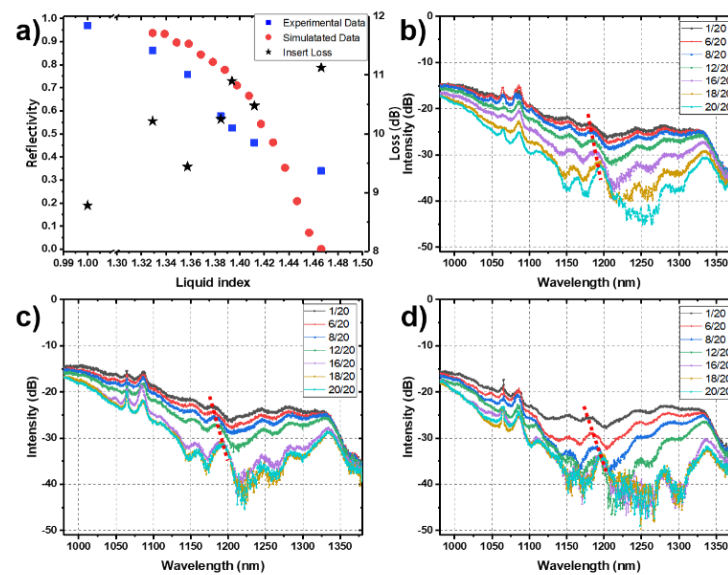 a)
Experimental Data
Simulatated Data
Insert Loss
1.0
0.9
0.8
0.7
0.6
0.5
0.4
0.3
0.2
0.1
0.0
Reflectivity
12
11
10
9
8
Loss (dB)
0.99 1.00 1.30 1.32 1.34 1.36 1.38 1.40 1.42 1.44 1.46 1.48 1.50
Liquid index
b)
0
-10
-20
-30
-40
-50
Intensity (dB)
1/20
6/20
8/20
12/20
16/20
18/20
20/20
1000 1050 1100 1150 1200 1250 1300 1350
Wavelength (nm)
c)
0
-10
-20
-30
-40
-50
Intensity (dB)
1/20
6/20
8/20
12/20
16/20
18/20
20/20
1000 1050 1100 1150 1200 1250 1300 1350
Wavelength (nm)
d)
0
-10
-20
-30
-40
-50
Intensity (dB)
1/20
6/20
8/20
12/20
16/20
18/20
20/20
1000 1050 1100 1150 1200 1250 1300 1350
Wavelength (nm)